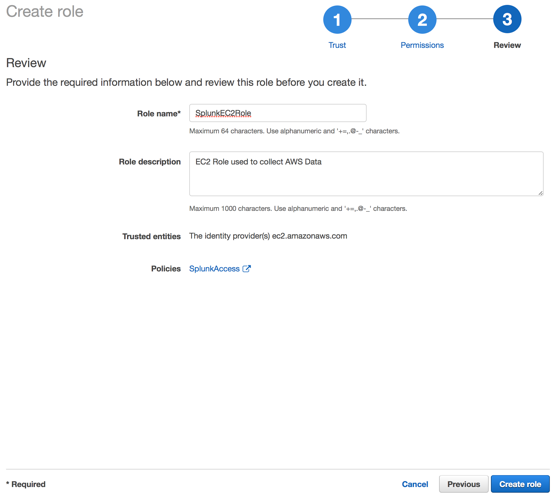 Create role
1
2
3
Trust
Permissions
Review
Review
Provide the required information below and review this role before you create it.
Role name*
SplunkEC2Role
Maximum 64 characters. Use alphanumeric and '+=,.@-_' characters.
Role description
EC2 Role used to collect AWS Data
Maximum 1000 characters. Use alphanumeric and '+=,.@-_' characters.
Trusted entities
The identity provider(s) ec2.amazonaws.com
Policies
SplunkAccess
* Required
Cancel
Previous
Create role